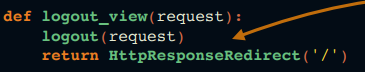 def logout_view(request):
    logout(request)
    return HttpResponseRedirect('/')